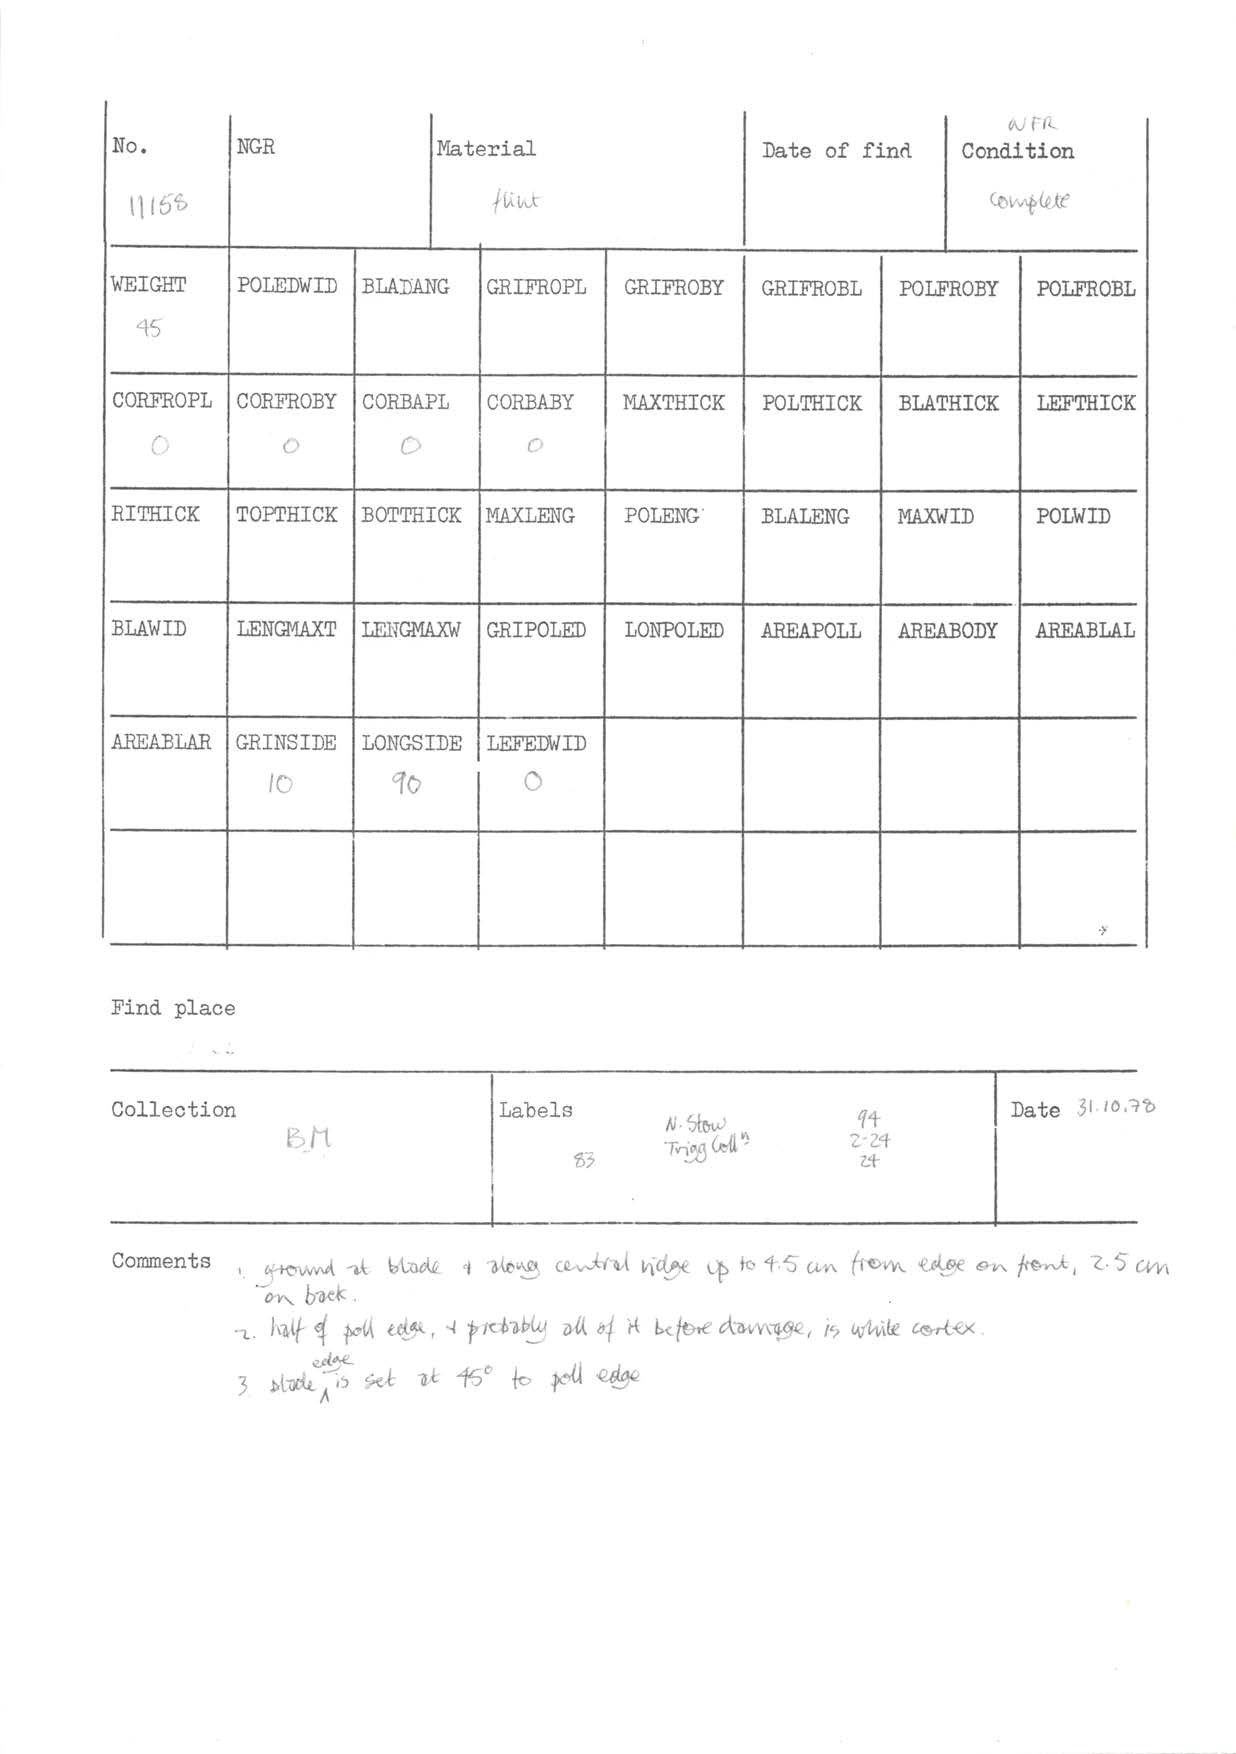 WFR
No. NGR Material Date of find Condition
11158 flint complete
WEIGHT POLEDWID BLADANG GRIFROPL GRIFROBY GRIFROBL POLFROBY POLFROBL
45
CORFROPL CORFROBY CORBAPL CORBABY MAXTHICK POLTHICK BLATHICK LEFTHICK
0 0 0 0
RITHICK TOPTHICK BOTTHICK MAXLENG POLENG BLALENG MAXWID POLWID
BLAWID LENGMAXT LENGMAXW GRIPOLED LONPOLED AREAPOLL AREABODY AREABLAL
AREABLAR GRINSIDE LONGSIDE LEFEDWID
10 90 0
Find place
Collection Labels Date 31.10.78
BM
N. Stow 94
Trigg Colln 2-24
83 24
Comments 1. ground at blade & along central ridge up to 4.5 cm from edge on front, 2.5 cm
on back.
2. half of poll edge, & probably all of it before damage, is white cortex.
edge
3 blade ^ is set at 45° to poll edge